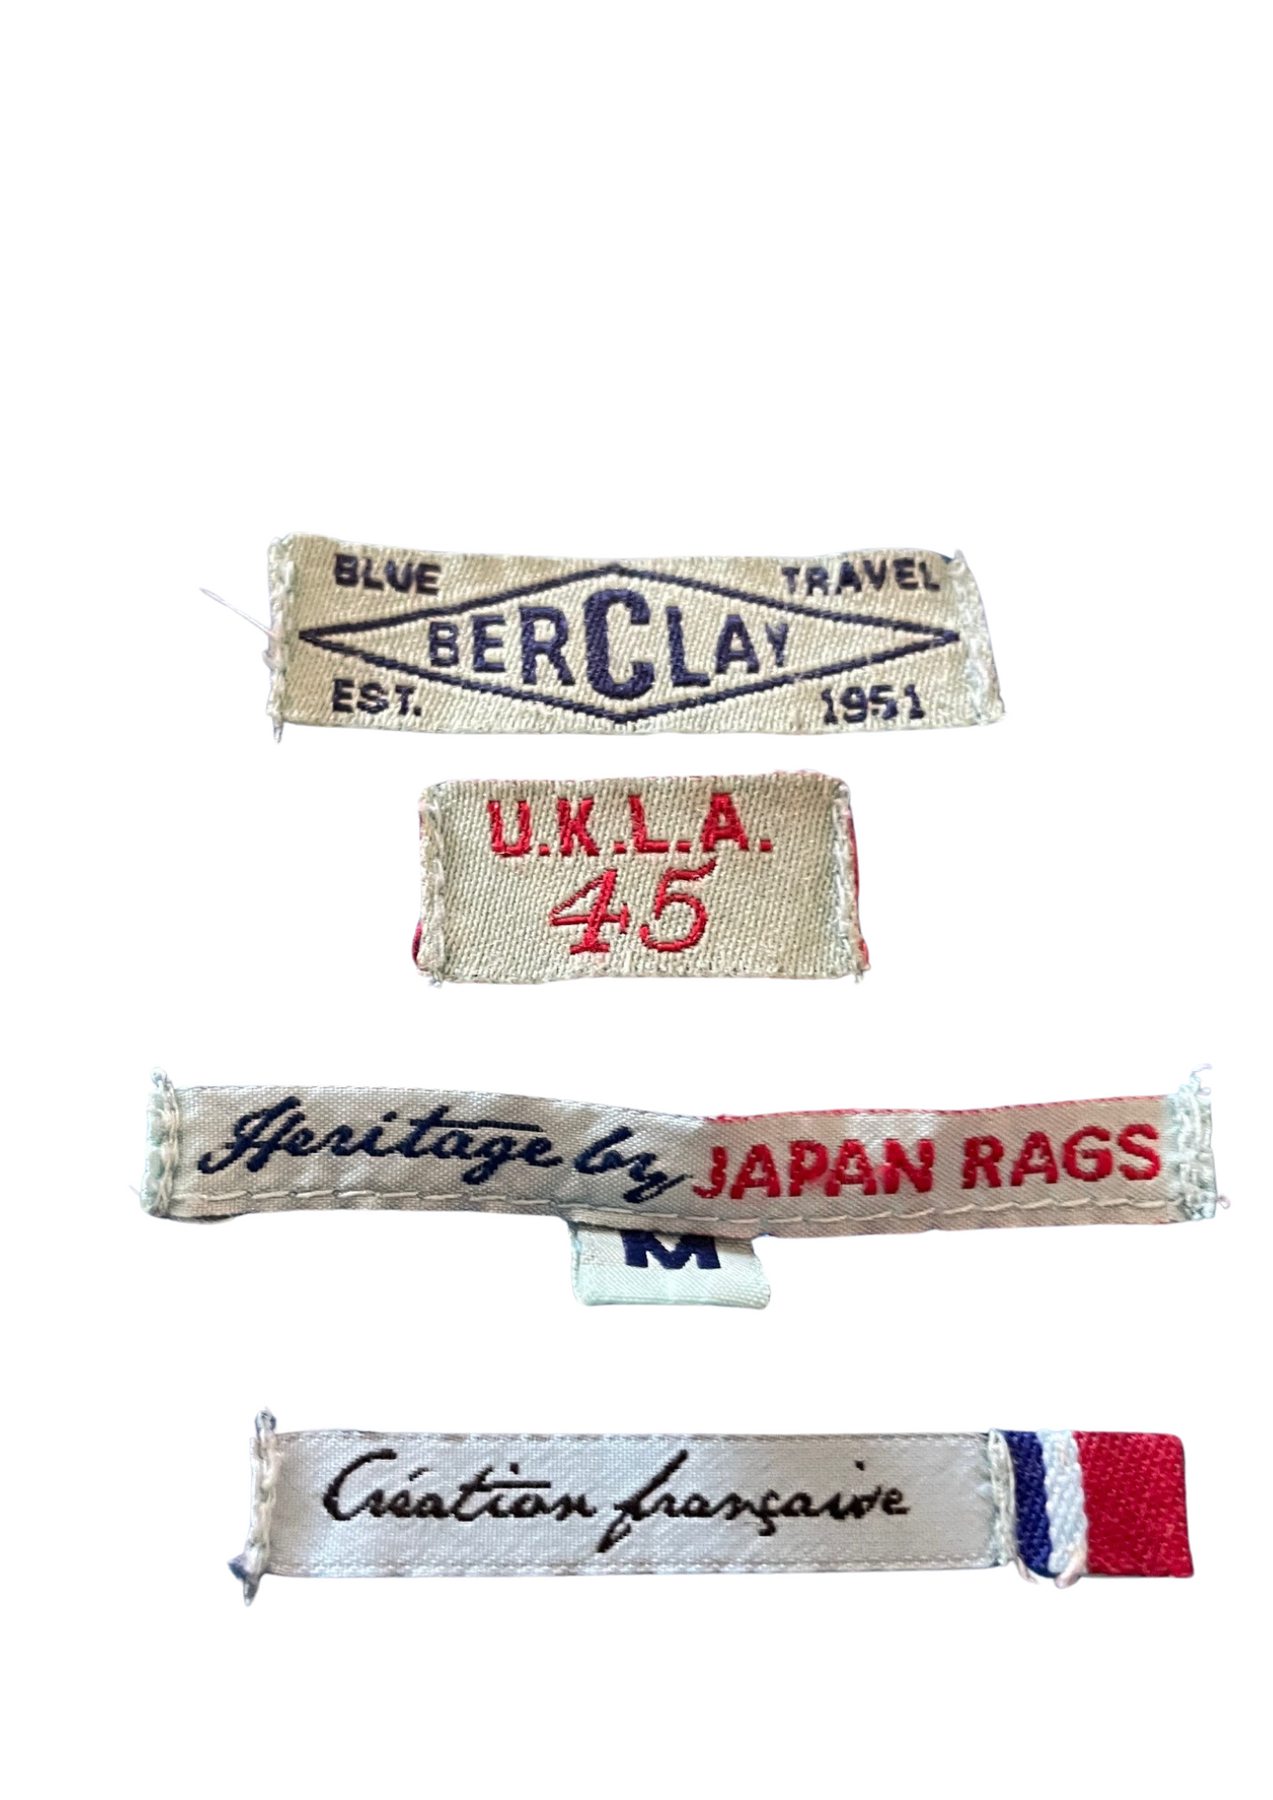 BLUE TRAVEL
BERCLAY
EST. 1951
U.K.L.A.
45
Heritage by JAPAN RAGS
M
Création française